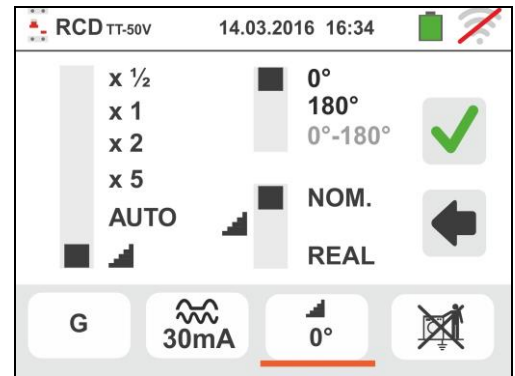 RCD TT-50V 14.03.2016 16:34
x ½
x 1
x 2
x 5
AUTO
0°
180°
0°-180°
NOM.
REAL
G
30mA
0°